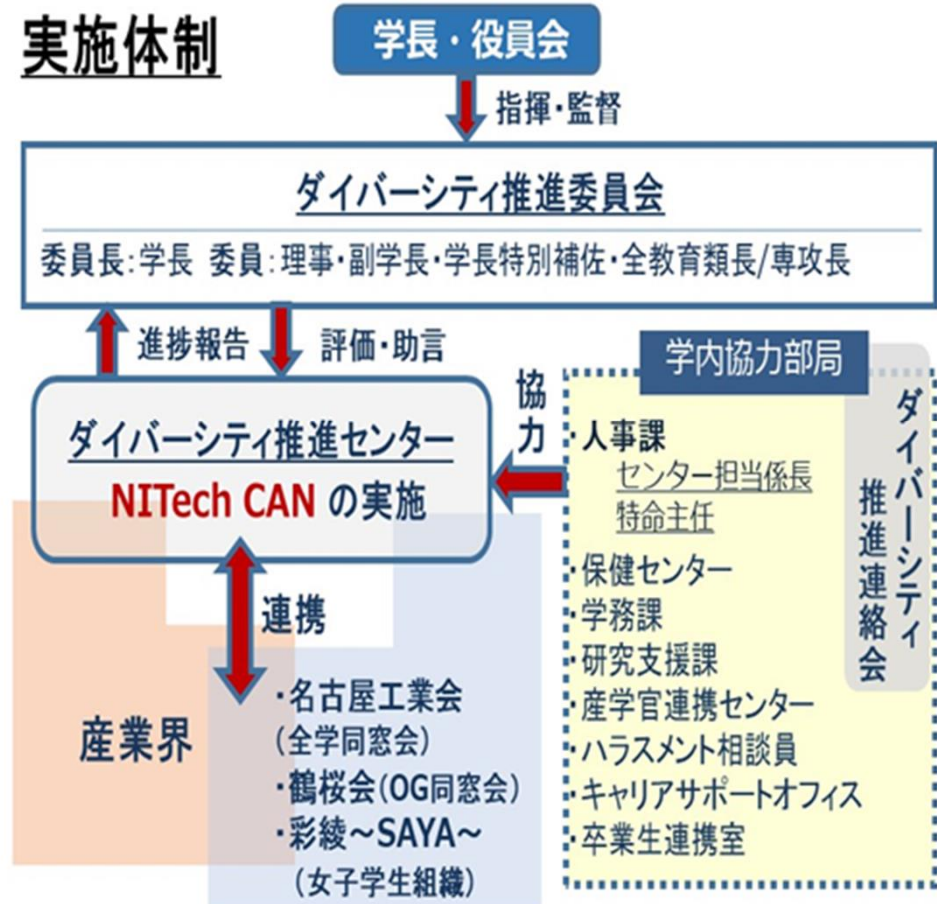 実施体制
学長・役員会
指揮・監督
ダイバーシティ推進委員会
委員長:学長 委員:理事・副学長・学長特別補佐・全教育類長/専攻長
進捗報告
評価・助言
ダイバーシティ推進センター
NITech CAN の実施
協力
学内協力部局
ダイバーシティ
推進連絡会
・人事課
センター担当係長
特命主任
・保健センター
・学務課
・研究支援課
・産学官連携センター
・ハラスメント相談員
・キャリアサポートオフィス
・卒業生連携室
連携
産業界
・名古屋工業会
(全学同窓会)
・鶴桜会(OG同窓会)
・彩綾～SAYA～
(女子学生組織)